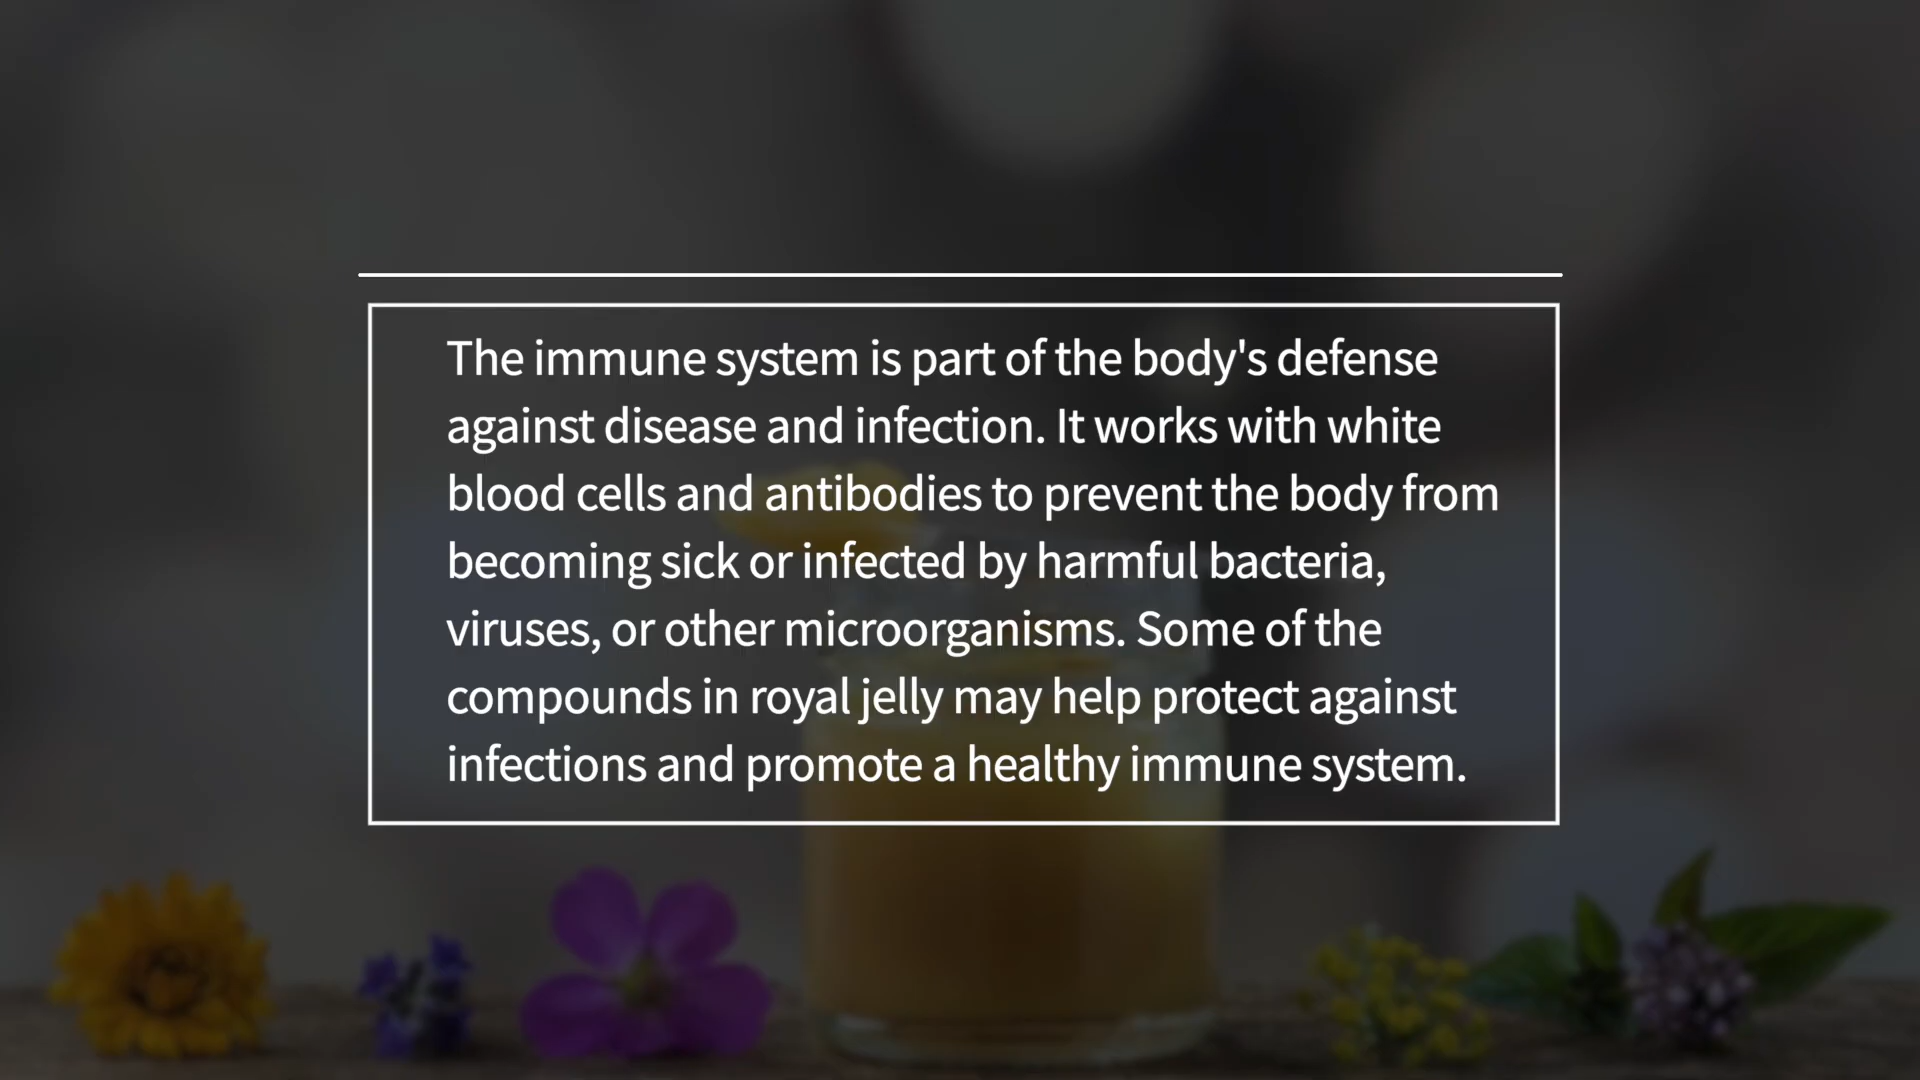 The immune system is part of the body's defense
against disease and infection. It works with white
blood cells and antibodies to prevent the body from
becoming sick or infected by harmful bacteria,
viruses, or other microorganisms. Some of the
compounds in royal jelly may help protect against
infections and promote a healthy immune system.